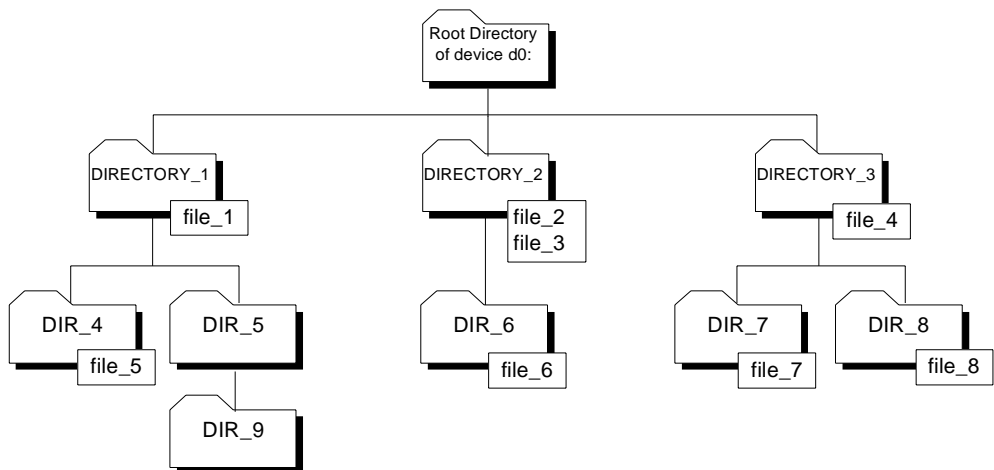 Root Directory
of device d0:
DIRECTORY_1
DIRECTORY_2
DIRECTORY_3
file_1
file_2
file_3
file_4
DIR_4
DIR_5
DIR_6
DIR_7
DIR_8
file_5
file_6
file_7
file_8
DIR_9